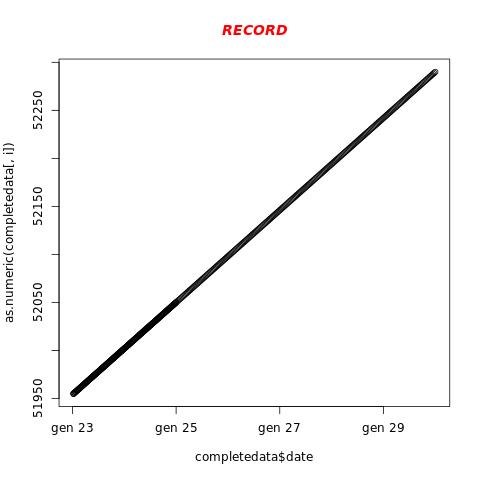 RECORD
as.numeric(completedata[, i])
52250
52150
52050
51950
gen 23 gen 25 gen 27 gen 29
completedata$date